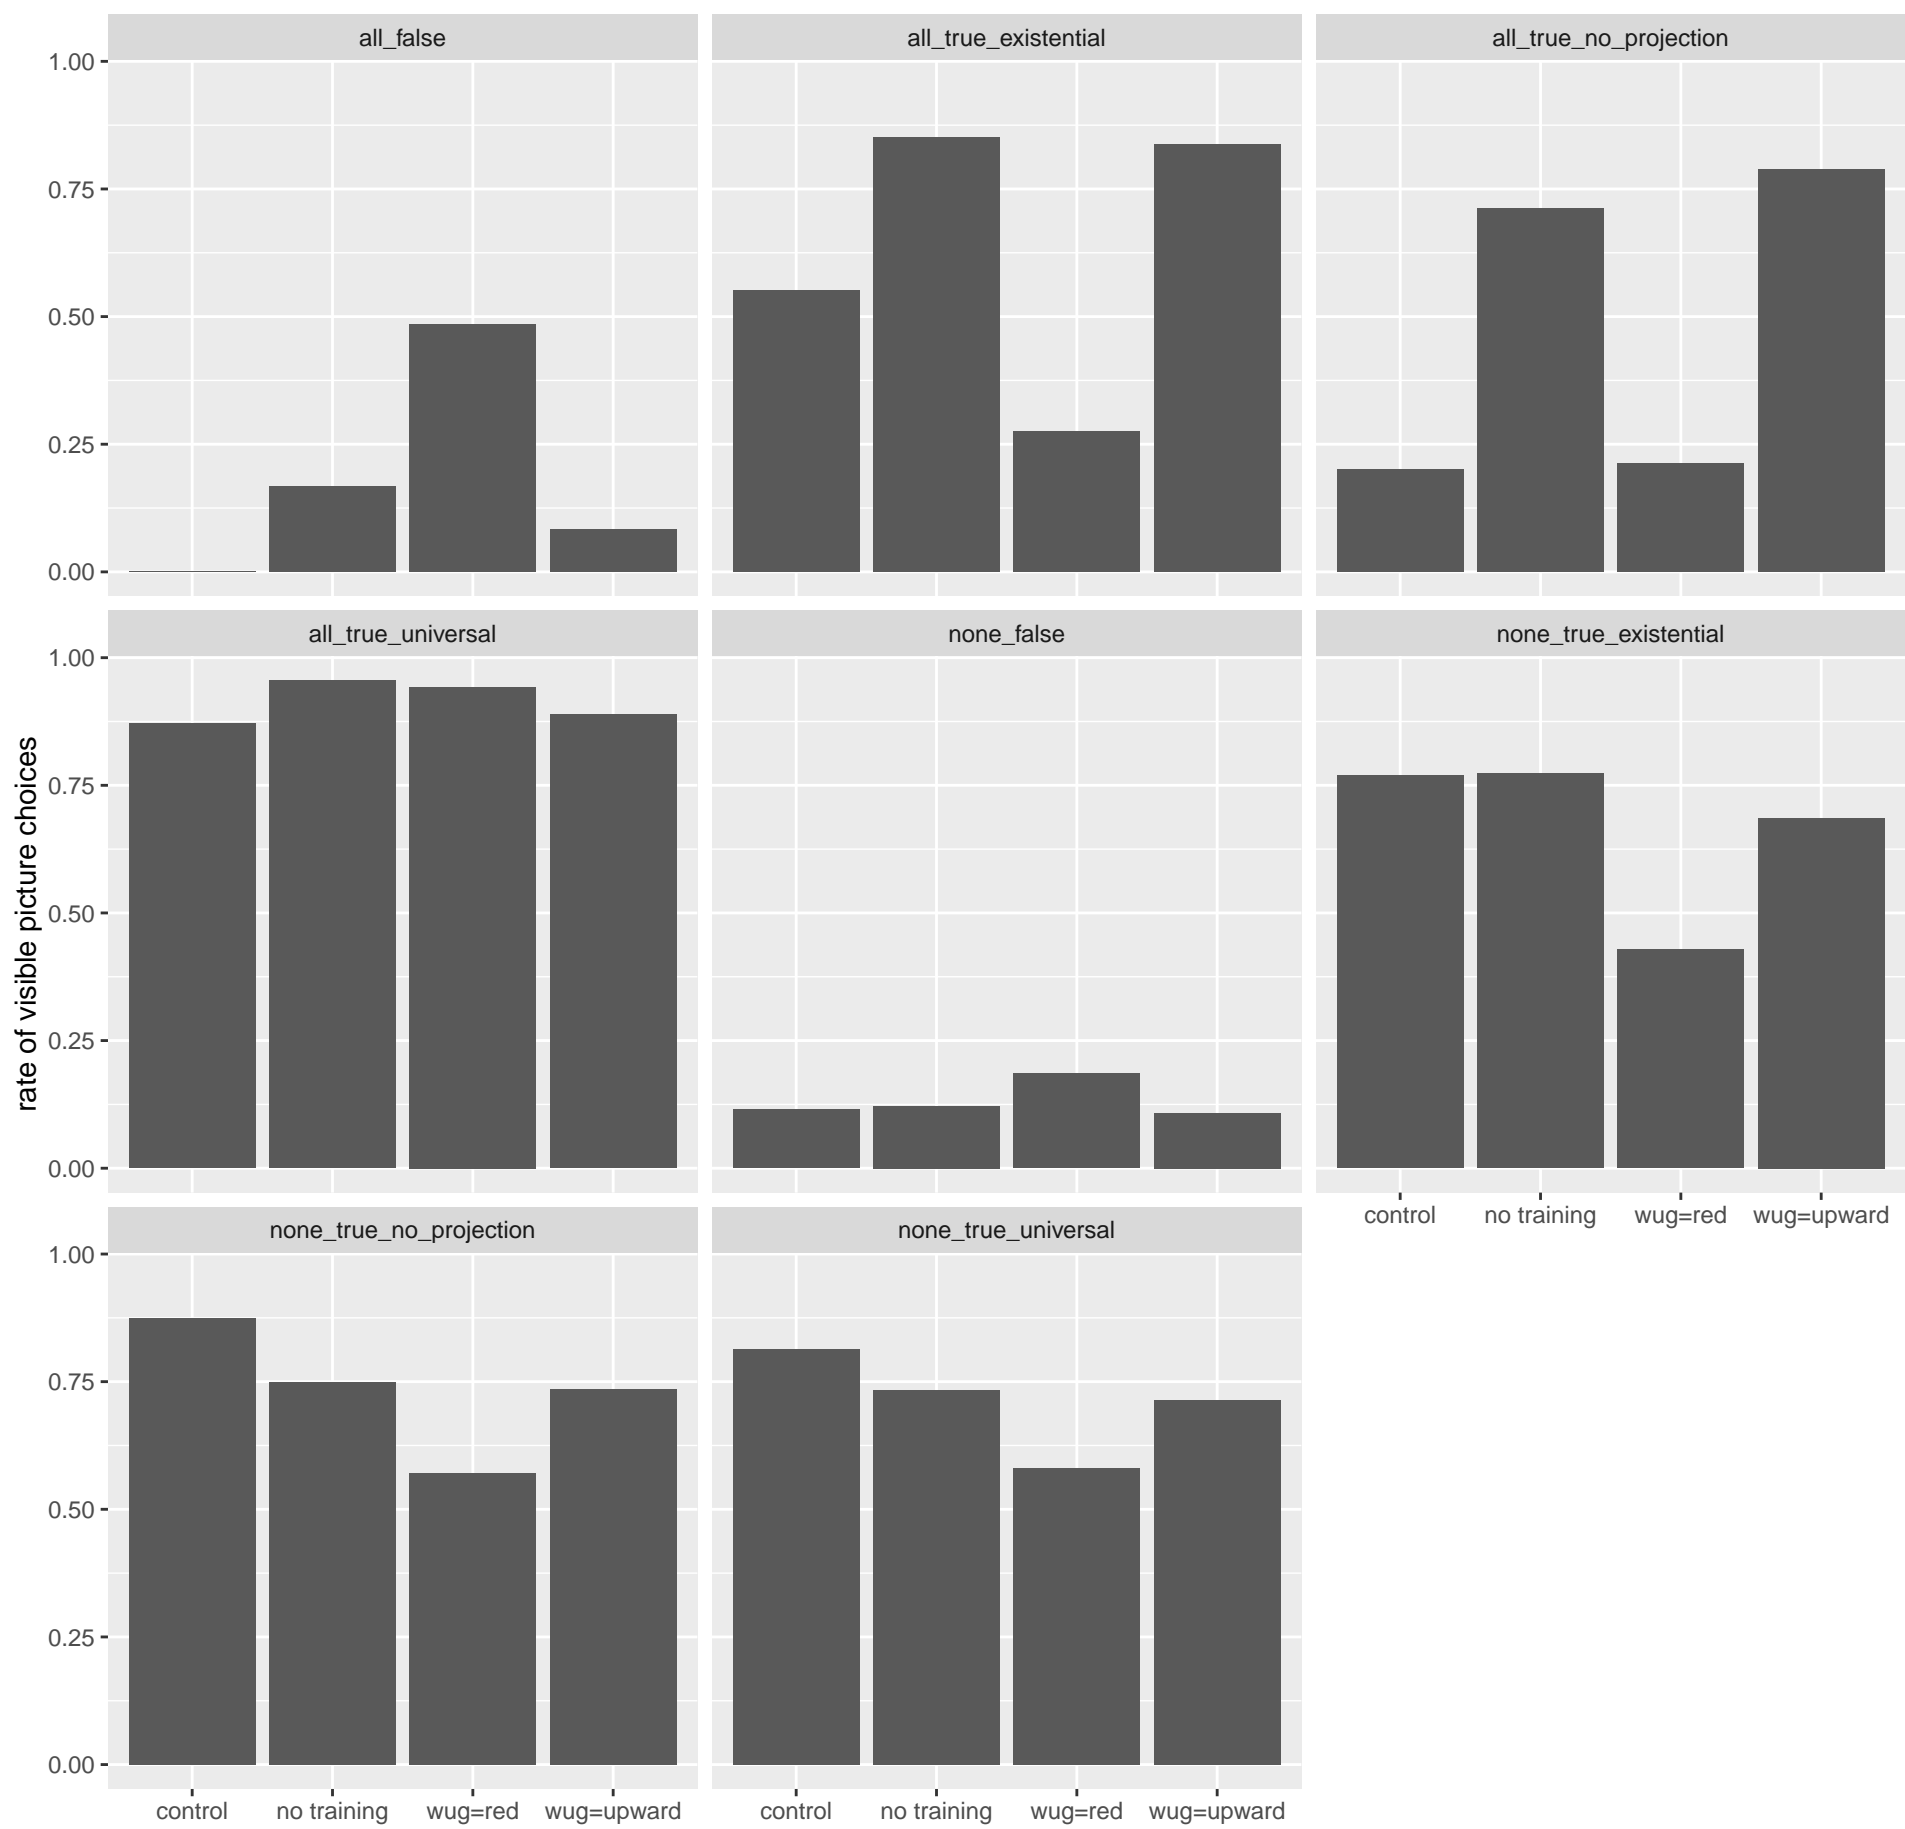 all_false
all_true_existential
all_true_no_projection
1.00
0.75
0.50
0.25
0.00
all_true_universal
none_false
none_true_existential
1.00
0.75
0.50
0.25
0.00
rate of visible picture choices
control no training wug=red wug=upward
none_true_no_projection
none_true_universal
1.00
0.75
0.50
0.25
0.00
control no training wug=red wug=upward
control no training wug=red wug=upward